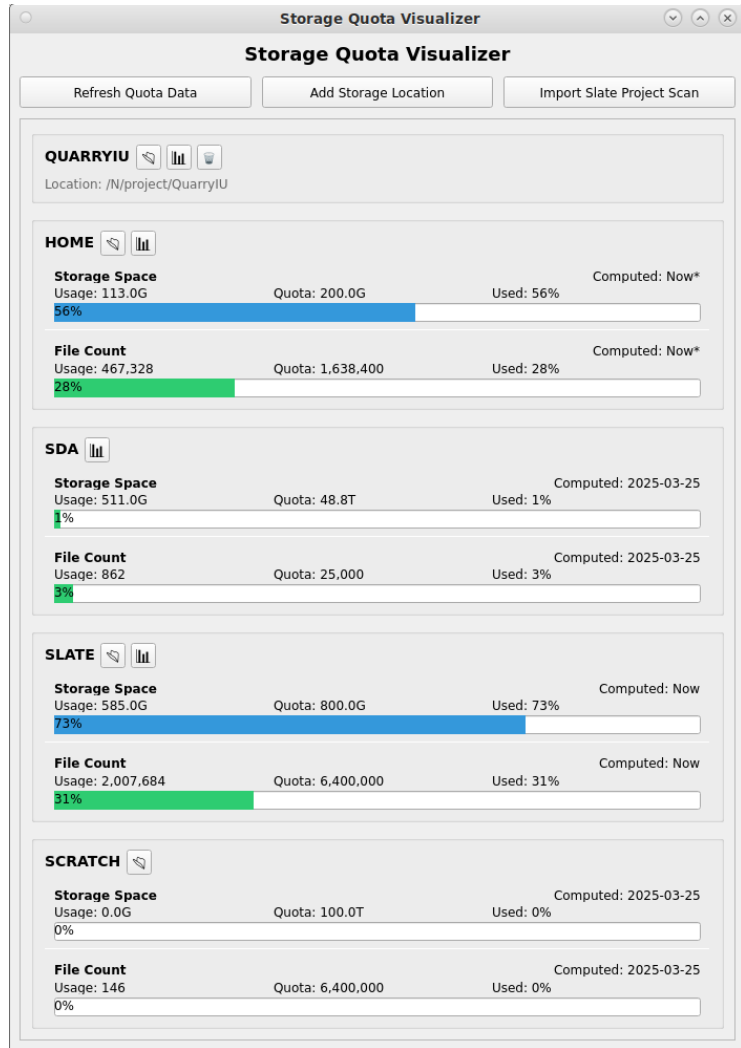 Storage Quota Visualizer
Storage Quota Visualizer
Refresh Quota Data Add Storage Location Import Slate Project Scan
QUARRYIU
Location: /N/project/QuarryIU
HOME
Storage Space Computed: Now*
Usage: 113.0G Quota: 200.0G Used: 56%
56%
File Count Computed: Now*
Usage: 467,328 Quota: 1,638,400 Used: 28%
28%
SDA
Storage Space Computed: 2025-03-25
Usage: 511.0G Quota: 48.8T Used: 1%
1%
File Count Computed: 2025-03-25
Usage: 862 Quota: 25,000 Used: 3%
3%
SLATE
Storage Space Computed: Now
Usage: 585.0G Quota: 800.0G Used: 73%
73%
File Count Computed: Now
Usage: 2,007,684 Quota: 6,400,000 Used: 31%
31%
SCRATCH
Storage Space Computed: 2025-03-25
Usage: 0.0G Quota: 100.0T Used: 0%
0%
File Count Computed: 2025-03-25
Usage: 146 Quota: 6,400,000 Used: 0%
0%